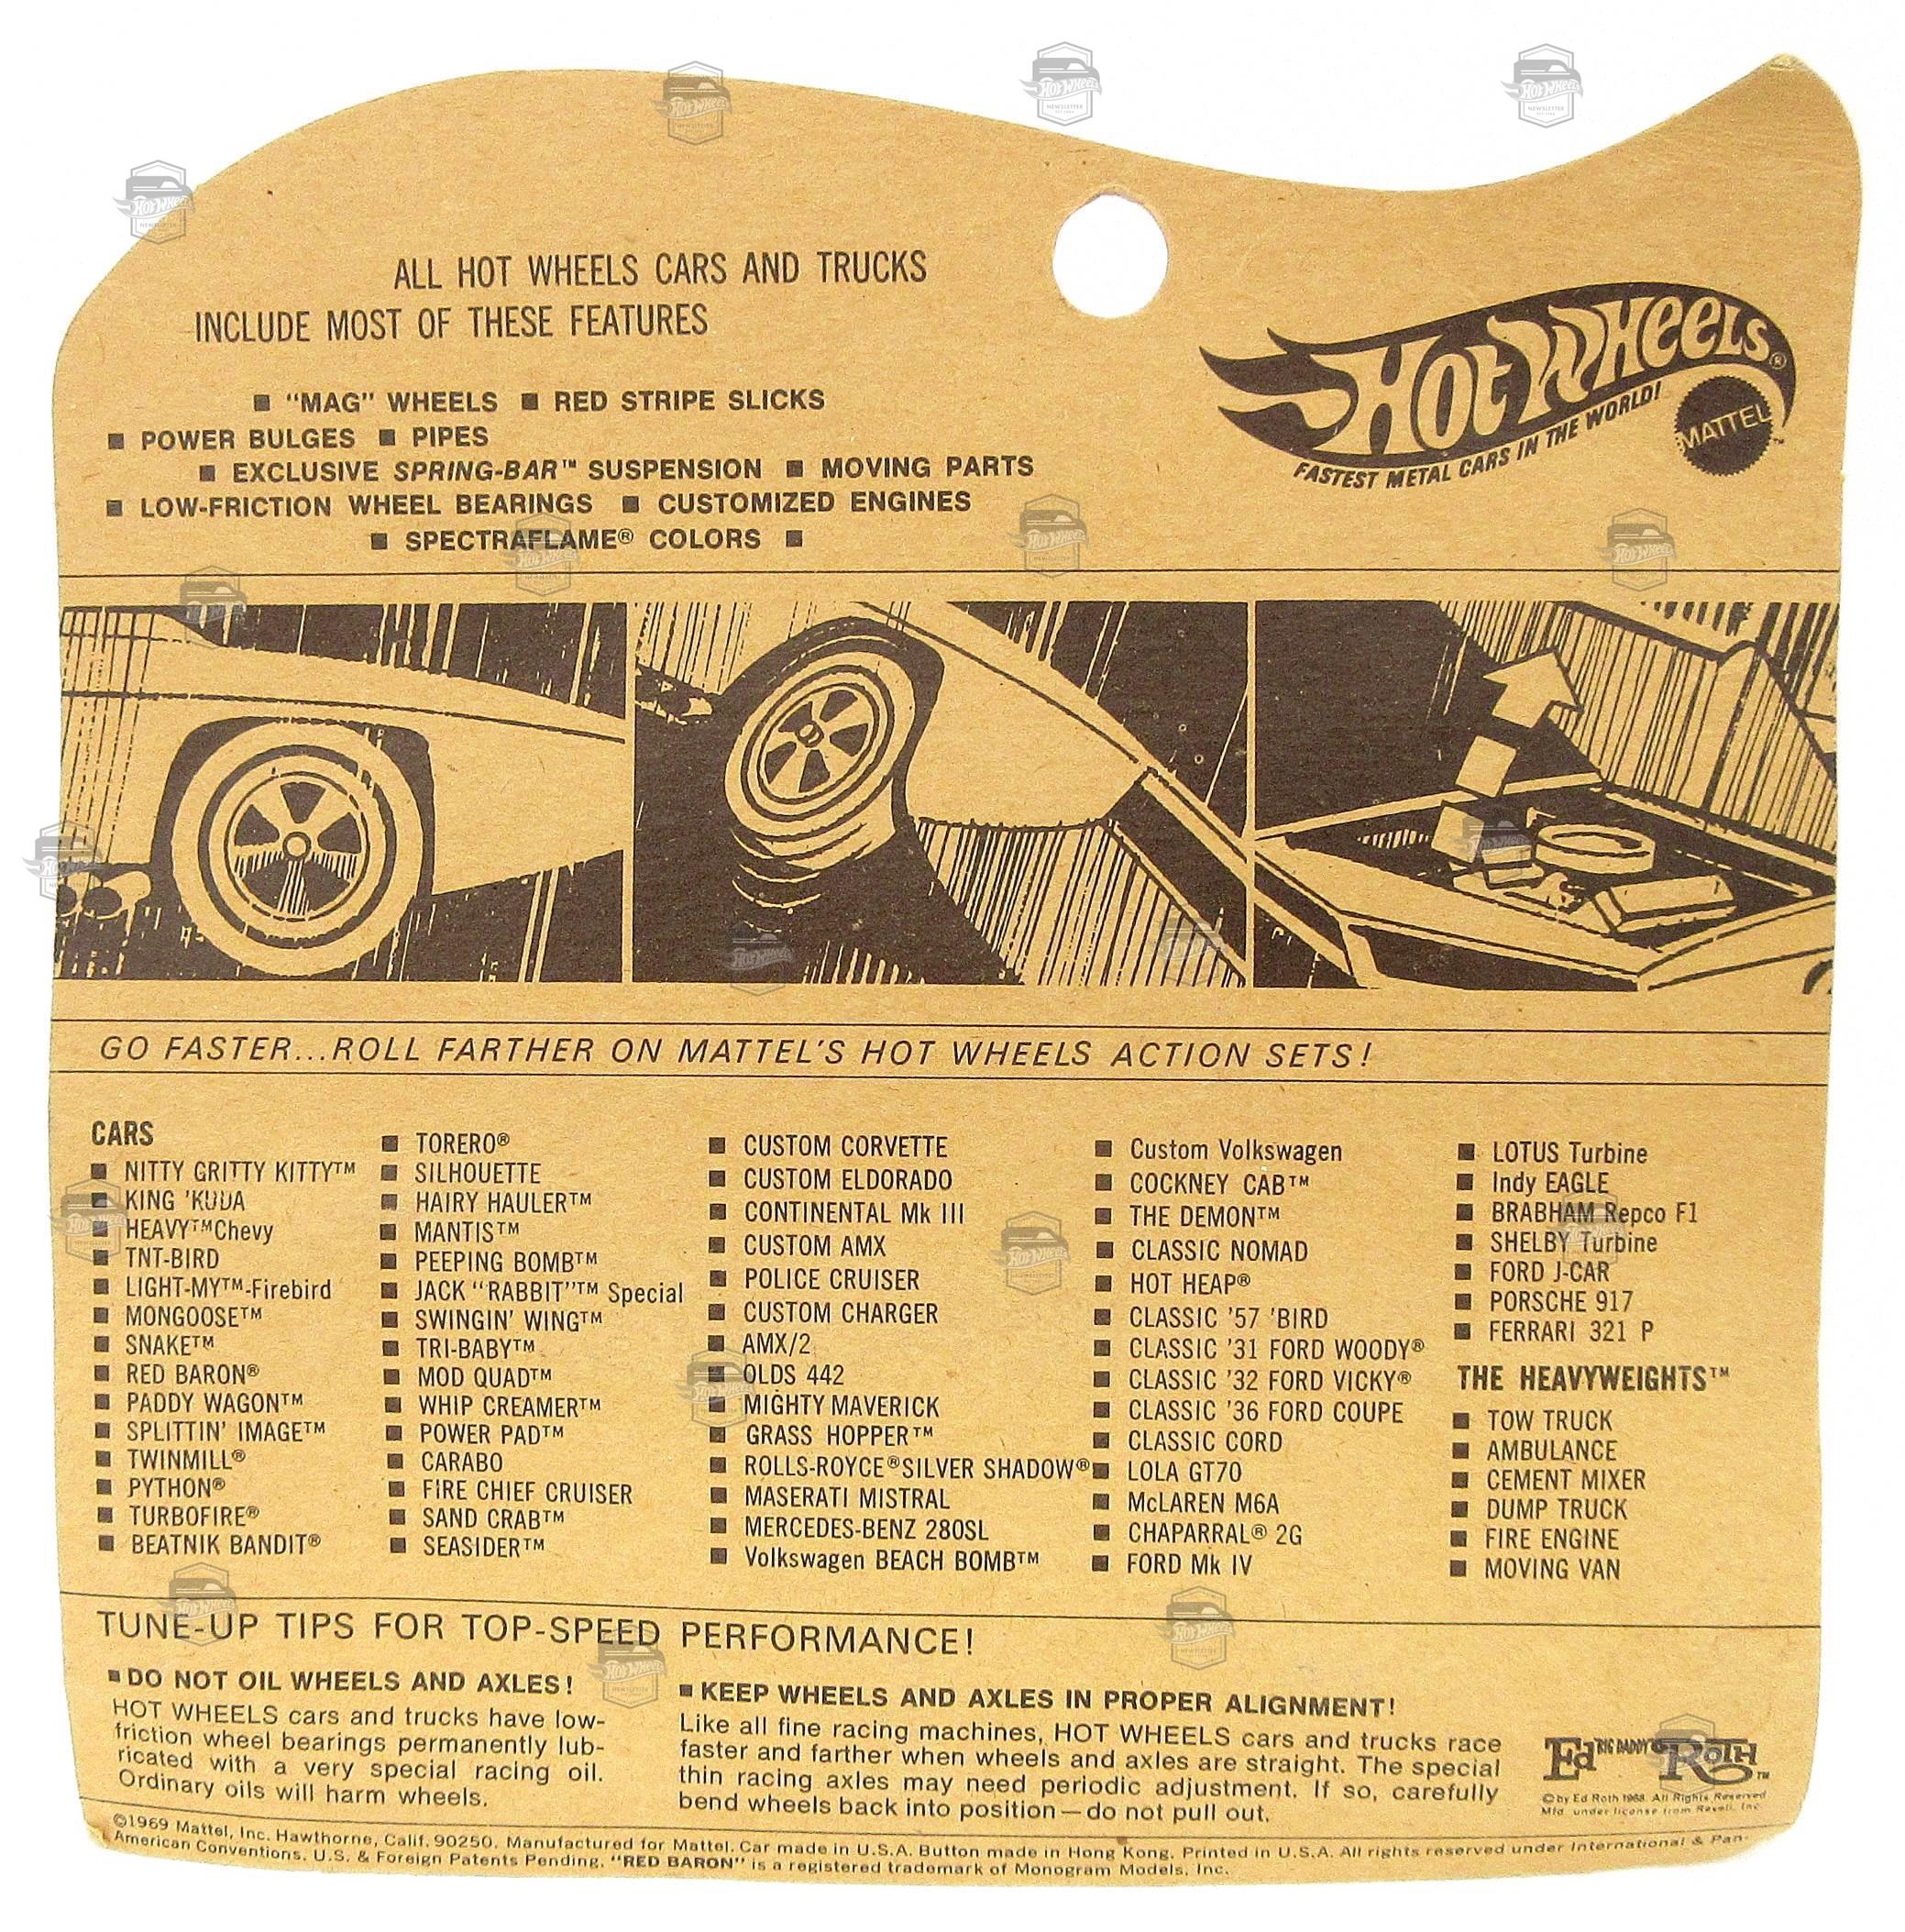 ALL HOT WHEELS CARS AND TRUCKS
INCLUDE MOST OF THESE FEATURES
■ "MAG" WHEELS ■ RED STRIPE SLICKS
■ POWER BULGES ■ PIPES
■ EXCLUSIVE SPRING-BAR™ SUSPENSION ■ MOVING PARTS
■ LOW-FRICTION WHEEL BEARINGS ■ CUSTOMIZED ENGINES
■ SPECTRAFLAME® COLORS ■
HOT WHEELS®
FASTEST METAL CARS IN THE WORLD!
MATTEL™
GO FASTER...ROLL FARTHER ON MATTEL'S HOT WHEELS ACTION SETS!
CARS
■ NITTY GRITTY KITTY™
■ KING 'KUDA
■ HEAVY™Chevy
■ TNT-BIRD
■ LIGHT-MY™-Firebird
■ MONGOOSE™
■ SNAKE™
■ RED BARON®
■ PADDY WAGON™
■ SPLITTIN' IMAGE™
■ TWINMILL®
■ PYTHON®
■ TURBOFIRE®
■ BEATNIK BANDIT®
■ TORERO®
■ SILHOUETTE
■ HAIRY HAULER™
■ MANTIS™
■ PEEPING BOMB™
■ JACK "RABBIT"™ Special
■ SWINGIN' WING™
■ TRI-BABY™
■ MOD QUAD™
■ WHIP CREAMER™
■ POWER PAD™
■ CARABO
■ FIRE CHIEF CRUISER
■ SAND CRAB™
■ SEASIDER™
■ CUSTOM CORVETTE
■ CUSTOM ELDORADO
■ CONTINENTAL Mk III
■ CUSTOM AMX
■ POLICE CRUISER
■ CUSTOM CHARGER
■ AMX/2
■ OLDS 442
■ MIGHTY MAVERICK
■ GRASS HOPPER™
■ ROLLS-ROYCE®SILVER SHADOW®
■ MASERATI MISTRAL
■ MERCEDES-BENZ 280SL
■ Volkswagen BEACH BOMB™
■ Custom Volkswagen
■ COCKNEY CAB™
■ THE DEMON™
■ CLASSIC NOMAD
■ HOT HEAP®
■ CLASSIC '57 'BIRD
■ CLASSIC '31 FORD WOODY®
■ CLASSIC '32 FORD VICKY®
■ CLASSIC '36 FORD COUPE
■ CLASSIC CORD
■ LOLA GT70
■ McLAREN M6A
■ CHAPARRAL® 2G
■ FORD Mk IV
■ LOTUS Turbine
■ Indy EAGLE
■ BRABHAM Repco F1
■ SHELBY Turbine
■ FORD J-CAR
■ PORSCHE 917
■ FERRARI 321 P
THE HEAVYWEIGHTS™
■ TOW TRUCK
■ AMBULANCE
■ CEMENT MIXER
■ DUMP TRUCK
■ FIRE ENGINE
■ MOVING VAN
TUNE-UP TIPS FOR TOP-SPEED PERFORMANCE!
■ DO NOT OIL WHEELS AND AXLES!
HOT WHEELS cars and trucks have low-
friction wheel bearings permanently lub-
ricated with a very special racing oil.
Ordinary oils will harm wheels.
■ KEEP WHEELS AND AXLES IN PROPER ALIGNMENT!
Like all fine racing machines, HOT WHEELS cars and trucks race
faster and farther when wheels and axles are straight. The special
thin racing axles may need periodic adjustment. If so, carefully
bend wheels back into position—do not pull out.
Ed "BIG DADDY" ROTH™
© by Ed Roth 1968. All Rights Reserved
Mfd. under license from Revell, Inc.
©1969 Mattel, Inc. Hawthorne, Calif. 90250. Manufactured for Mattel. Car made in U.S.A. Button made in Hong Kong. Printed in U.S.A. All rights reserved under International & Pan-
American Conventions. U.S. & Foreign Patents Pending. "RED BARON" is a registered trademark of Monogram Models, Inc.